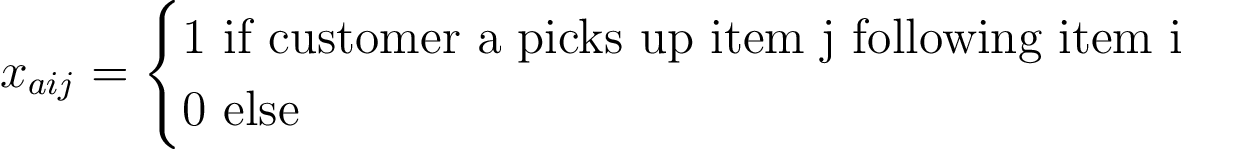 x_{aij} = { 1 if customer a picks up item j following item i
0 else